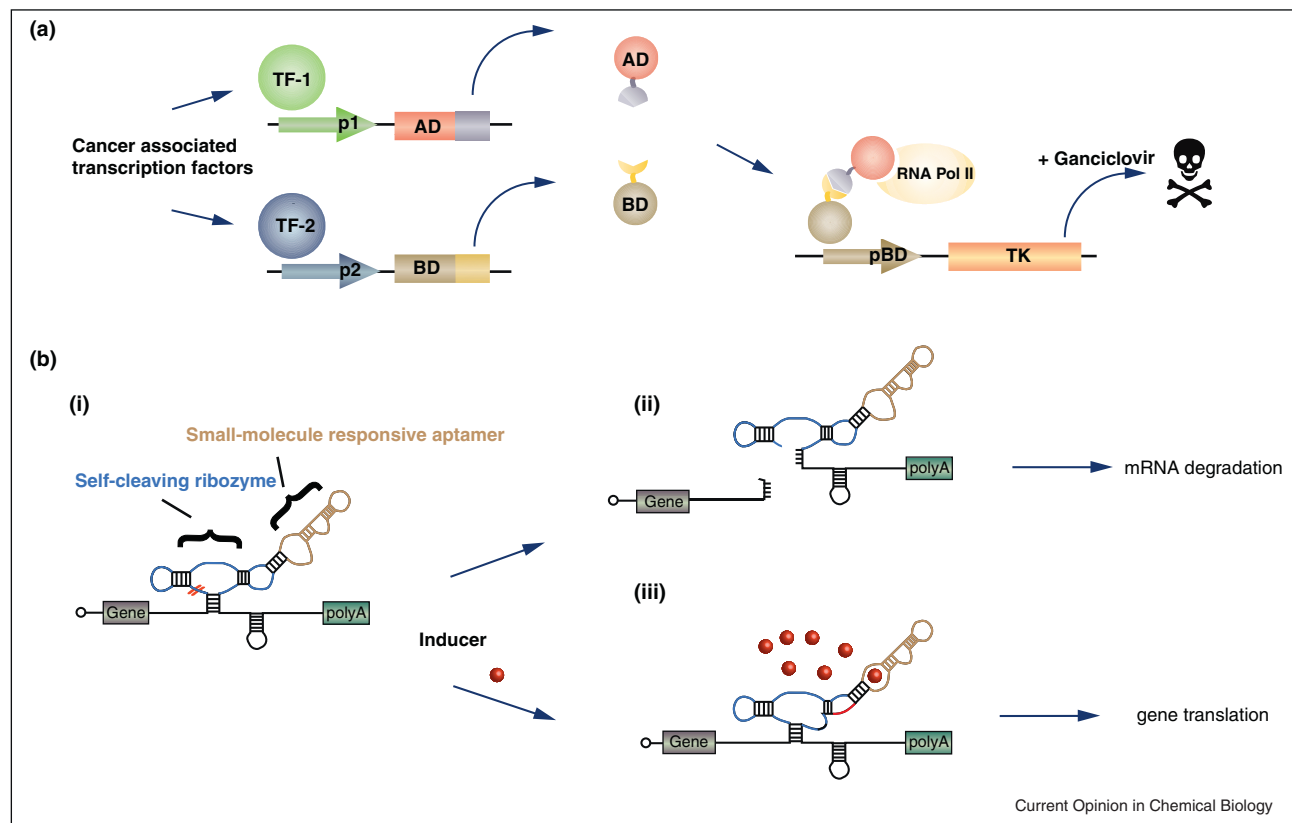 (a)
TF-1
p1
AD
Cancer associated
transcription factors
TF-2
p2
BD
AD
BD
RNA Pol II
+ Ganciclovir
pBD
TK
(b)
(i)
Small-molecule responsive aptamer
Self-cleaving ribozyme
Gene
polyA
Inducer
(ii)
Gene
polyA
mRNA degradation
(iii)
Gene
polyA
gene translation
Current Opinion in Chemical Biology